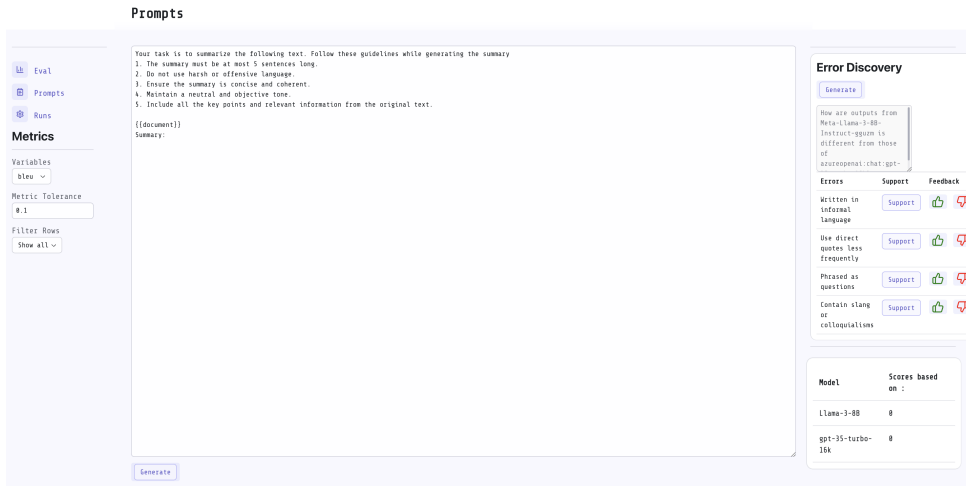 Prompts
Eval
Prompts
Runs
Metrics
Variables
bleu
Metric Tolerance
0.1
Filter Rows
Show all
Your task is to summarize the following text. Follow these guidelines while generating the summary
1. The summary must be at most 5 sentences long.
2. Do not use harsh or offensive language.
3. Ensure the summary is concise and coherent.
4. Maintain a neutral and objective tone.
5. Include all the key points and relevant information from the original text.
{{document}}
Summary:
Generate
Error Discovery
Generate
How are outputs from
Meta-Llama-3-8B-
Instruct-gguzm is
different from those
of
azureopenai:chat:gpt-
Errors Support Feedback
Written in
informal
language
Support
Use direct
quotes less
frequently
Support
Phrased as
questions
Support
Contain slang
or
colloquialisms
Support
Model Scores based
on :
Llama-3-8B 0
gpt-35-turbo-
16k
0